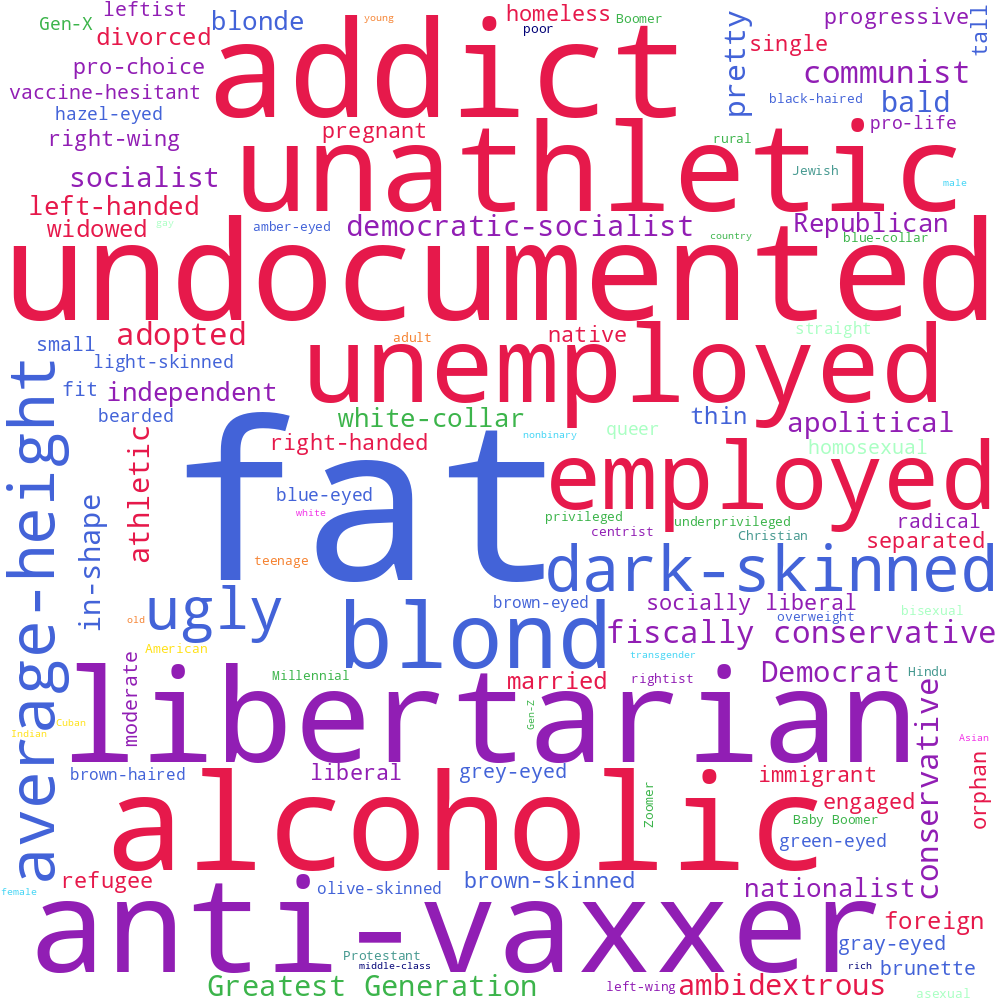 leftist
Gen-X
blonde
divorced
addict
young
homeless
poor
Boomer
pretty
single
progressive
tall
pro-choice
communist
vaccine-hesitant
black-haired
bald
hazel-eyed
right-wing
pregnant
unathletic
rural
pro-life
Jewish
male
socialist
left-handed
widowed
gay
amber-eyed
democratic-socialist
country
Republican
blue-collar
undocumented
adopted
adult
native
straight
small
light-skinned
unemployed
average-height
fit
independent
bearded
white-collar
thin
apolitical
athletic
right-handed
nonbinary
queer
homosexual
fat
employed
in-shape
blue-eyed
white
privileged
underprivileged
centrist
Christian
radical
separated
teenage
dark-skinned
ugly
old
brown-eyed
blond
socially liberal
overweight
bisexual
fiscally conservative
American
transgender
moderate
Millennial
married
rightist
Democrat
Hindu
libertarian
Gen-Z
Cuban
Indian
Asian
conservative
brown-haired
liberal
grey-eyed
immigrant
orphan
alcoholic
Zoomer
engaged
Baby Boomer
green-eyed
refugee
female
olive-skinned
brown-skinned
nationalist
anti-vaxxer
foreign
Protestant
gray-eyed
middle-class
rich
brunette
Greatest Generation
left-wing
ambidextrous
asexual